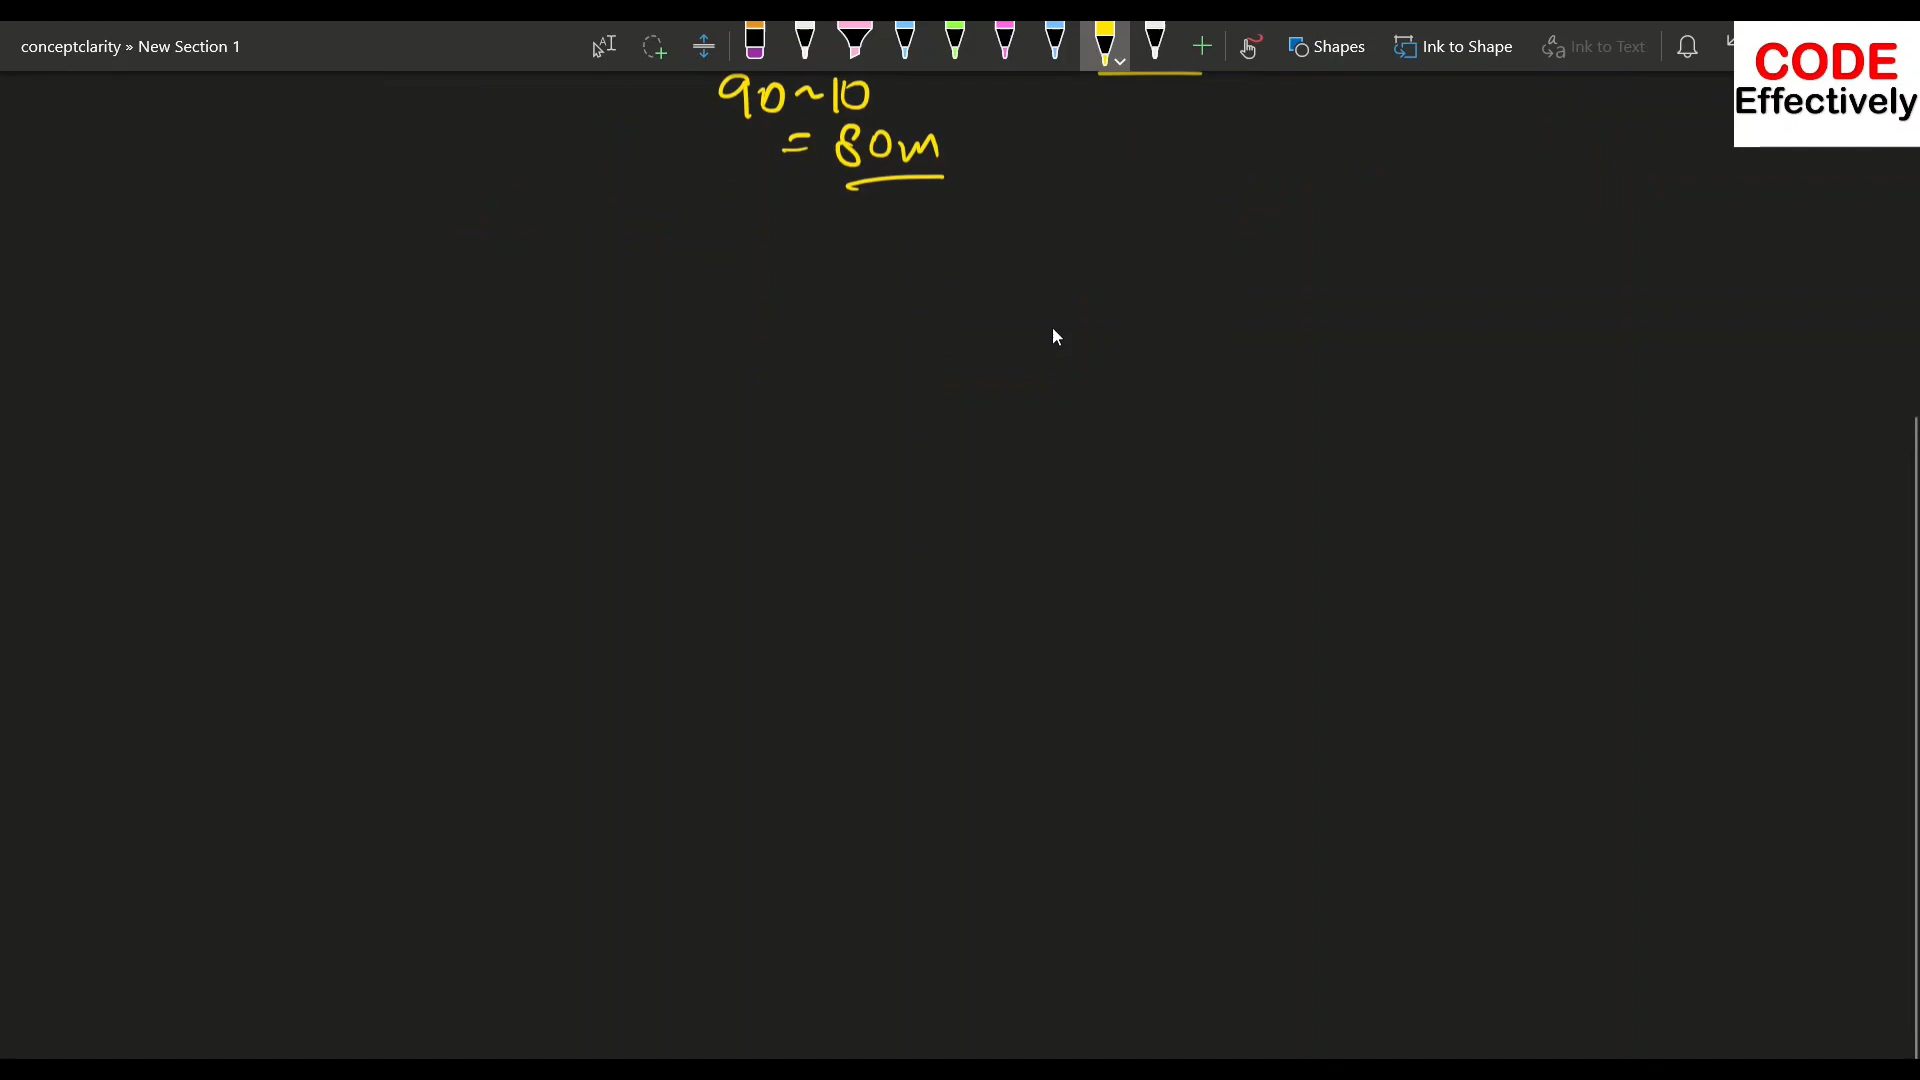 conceptclarity » New Section 1
Shapes
Ink to Shape
Ink to Text
CODE
Effectively
90~10
= 80m